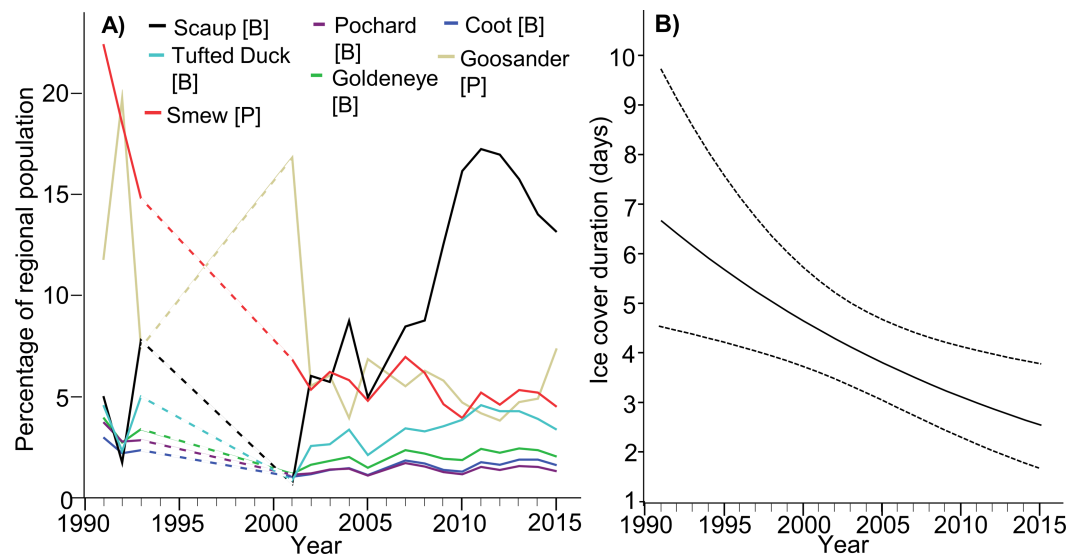 A)
Scaup [B]
Tufted Duck
[B]
Smew [P]
Pochard
[B]
Goldeneye
[B]
Coot [B]
Goosander
[P]
Percentage of regional population
20
15
10
5
0
1990 1995 2000 2005 2010 2015
Year
B)
Ice cover duration (days)
10
9
8
7
6
5
4
3
2
1
1990 1995 2000 2005 2010 2015
Year